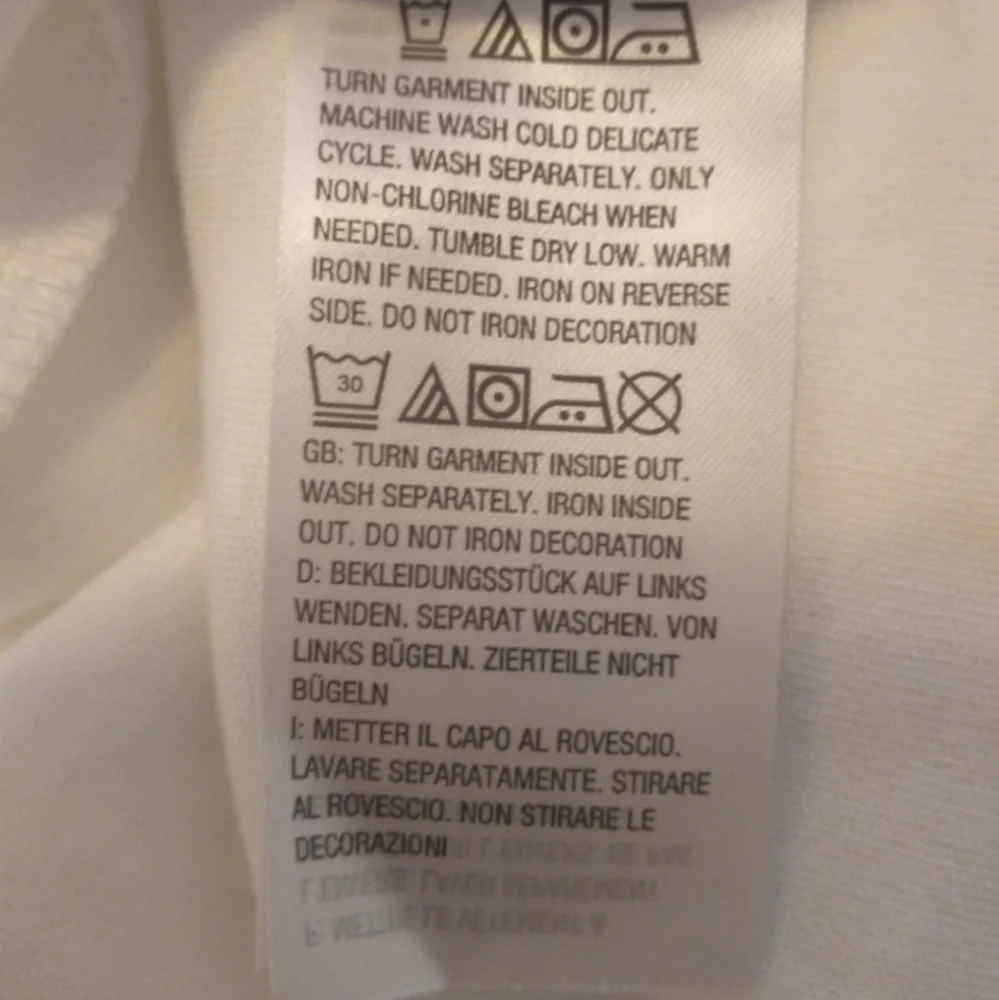 TURN GARMENT INSIDE OUT.
MACHINE WASH COLD DELICATE
CYCLE. WASH SEPARATELY. ONLY
NON-CHLORINE BLEACH WHEN
NEEDED. TUMBLE DRY LOW. WARM
IRON IF NEEDED. IRON ON REVERSE
SIDE. DO NOT IRON DECORATION
30
GB: TURN GARMENT INSIDE OUT.
WASH SEPARATELY. IRON INSIDE
OUT. DO NOT IRON DECORATION
D: BEKLEIDUNGSSTÜCK AUF LINKS
WENDEN. SEPARAT WASCHEN. VON
LINKS BÜGELN. ZIERTEILE NICHT
BÜGELN
I: METTER IL CAPO AL ROVESCIO.
LAVARE SEPARATAMENTE. STIRARE
AL ROVESCIO. NON STIRARE LE
DECORAZIONI